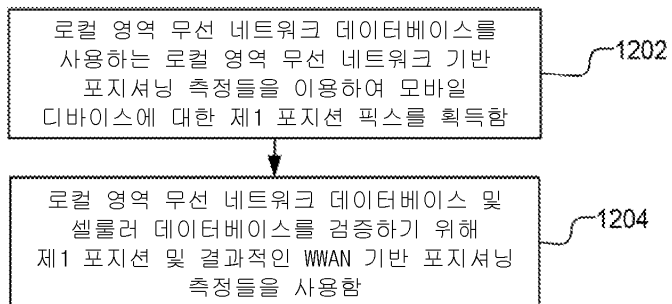 로컬 영역 무선 네트워크 데이터베이스를
사용하는 로컬 영역 무선 네트워크 기반
포지셔닝 측정들을 이용하여 모바일
디바이스에 대한 제1 포지션 픽스를 획득함
1202
로컬 영역 무선 네트워크 데이터베이스 및
셀룰러 데이터베이스를 검증하기 위해
제1 포지션 및 결과적인 WWAN 기반 포지셔닝
측정들을 사용함
1204